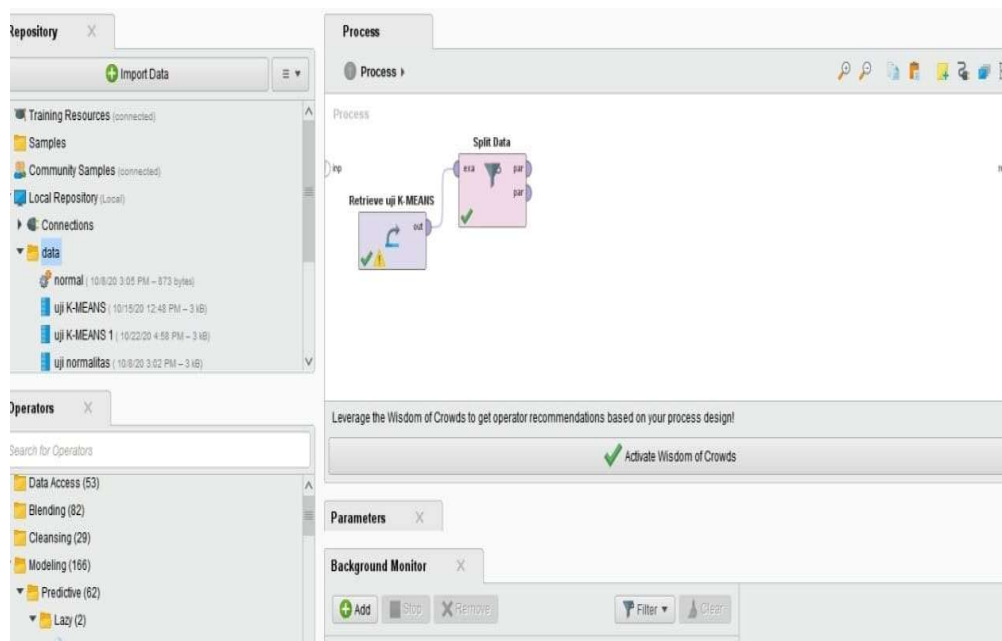 Repository
Import Data
Training Resources (connected)
Samples
Community Samples (connected)
Local Repository (Local)
Connections
data
normal (10/8/20 3:05 PM – 873 bytes)
uji K-MEANS (10/15/20 12:48 PM – 3 kB)
uji K-MEANS 1 (10/22/20 4:58 PM – 3 kB)
uji normalitas (10/8/20 3:02 PM – 3 kB)
Operators
Search for Operators
Data Access (53)
Blending (82)
Cleansing (29)
Modeling (166)
Predictive (62)
Lazy (2)
Process
Process
Process
inp
Split Data
exa
par
par
Retrieve uji K-MEANS
out
Leverage the Wisdom of Crowds to get operator recommendations based on your process design!
Activate Wisdom of Crowds
Parameters
Background Monitor
Add
Stop
Remove
Filter
Clear